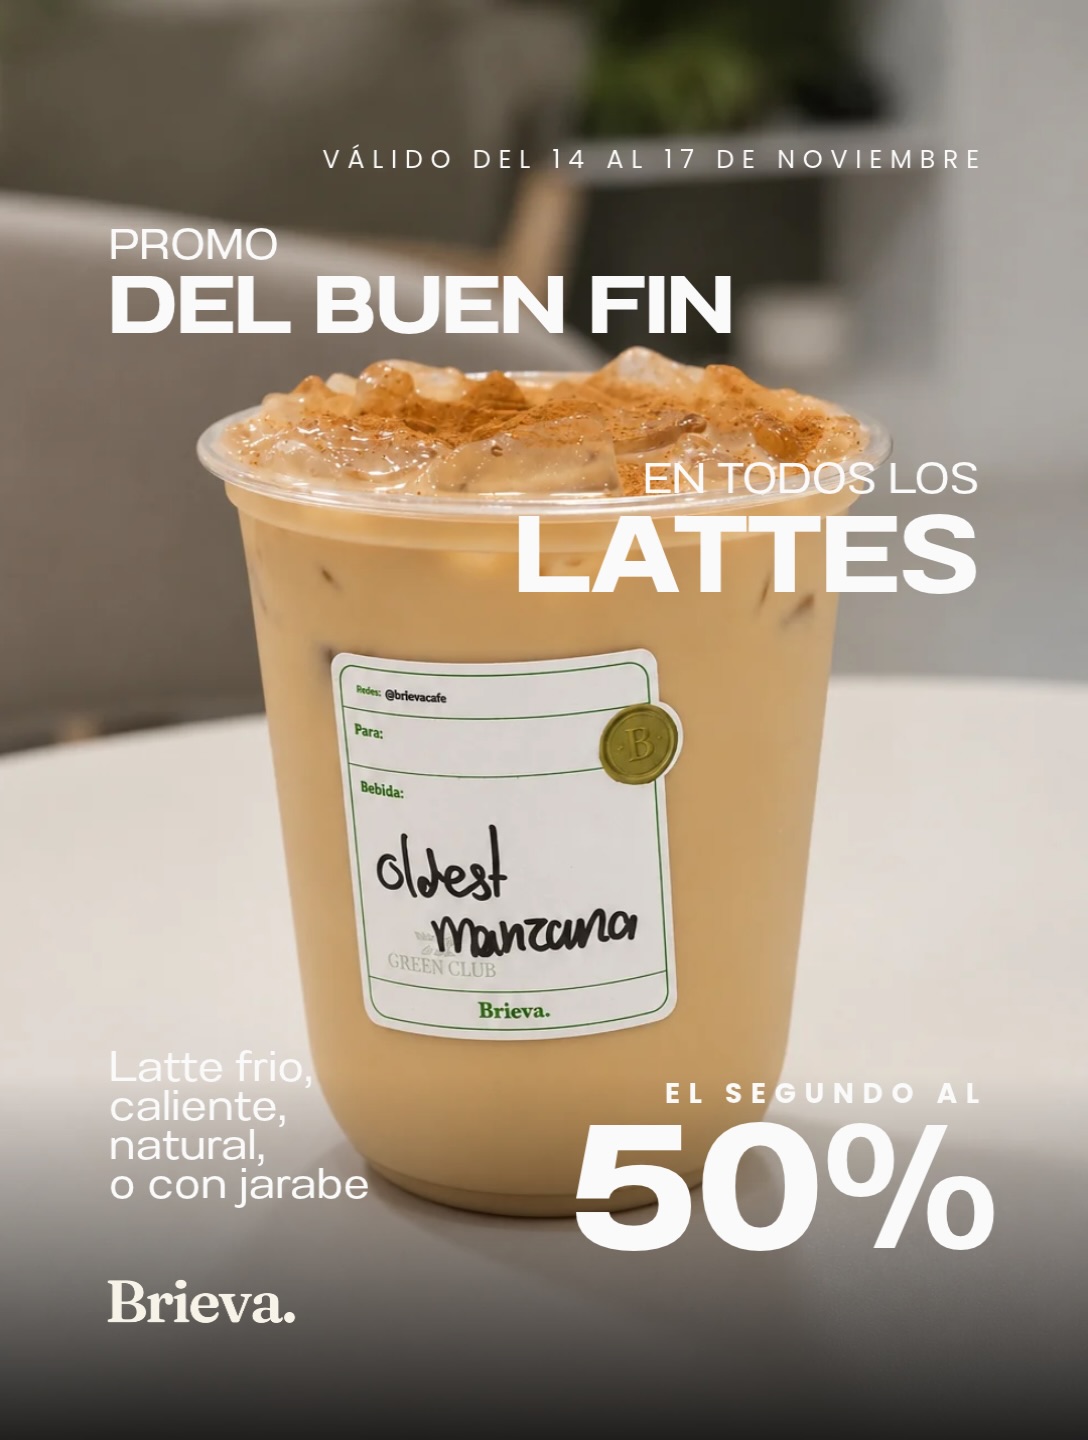 VÁLIDO DEL 14 AL 17 DE NOVIEMBRE
PROMO
DEL BUEN FIN
EN TODOS LOS
LATTES
Redes: @brievacafe
Para:
B
Bebida:
oldest
manzana
GREEN CLUB
Brieva.
Latte frio,
caliente,
natural,
o con jarabe
EL SEGUNDO AL
50%
Brieva.